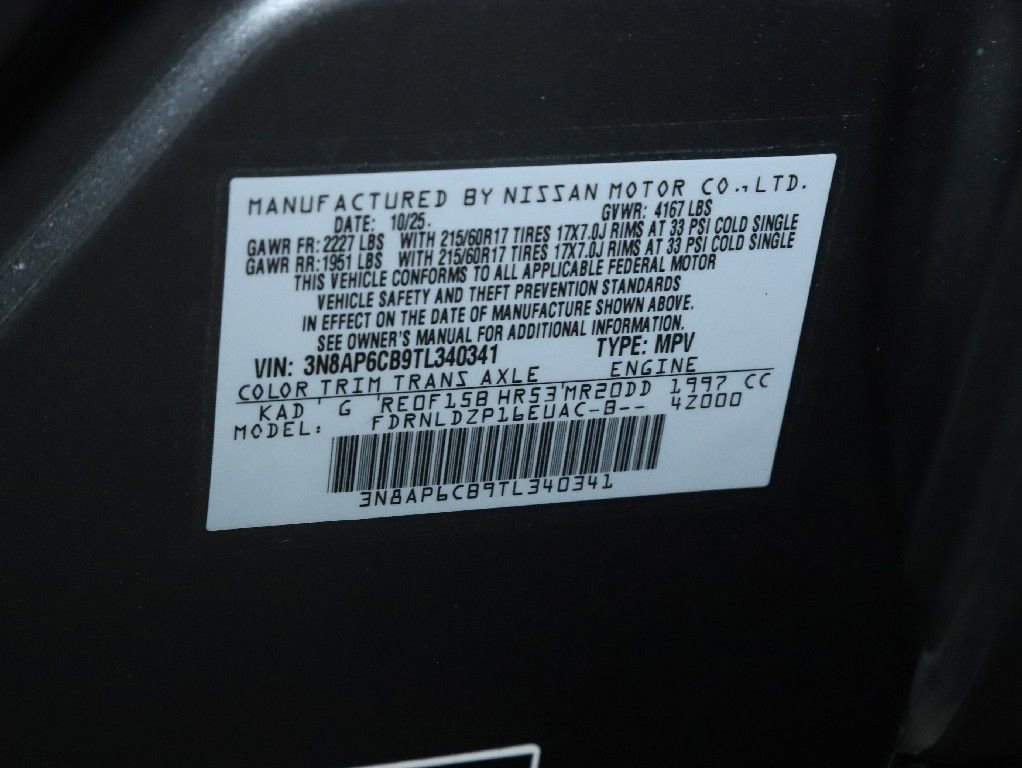 MANUFACTURED BY NISSAN MOTOR CO.,LTD.
DATE: 10/25. GVWR: 4167 LBS
GAWR FR: 2227 LBS WITH 215/60R17 TIRES 17X7.0J RIMS AT 33 PSI COLD SINGLE
GAWR RR: 1951 LBS WITH 215/60R17 TIRES 17X7.0J RIMS AT 33 PSI COLD SINGLE
THIS VEHICLE CONFORMS TO ALL APPLICABLE FEDERAL MOTOR
VEHICLE SAFETY AND THEFT PREVENTION STANDARDS
IN EFFECT ON THE DATE OF MANUFACTURE SHOWN ABOVE.
SEE OWNER'S MANUAL FOR ADDITIONAL INFORMATION.
VIN: 3N8AP6CB9TL340341 TYPE: MPV
COLOR TRIM TRANS AXLE ENGINE
KAD ' G 'RE0F15B HR53'MR20DD 1997 CC
MODEL: FDRNLDZP16EUAC-B-- 42000
3N8AP6CB9TL340341